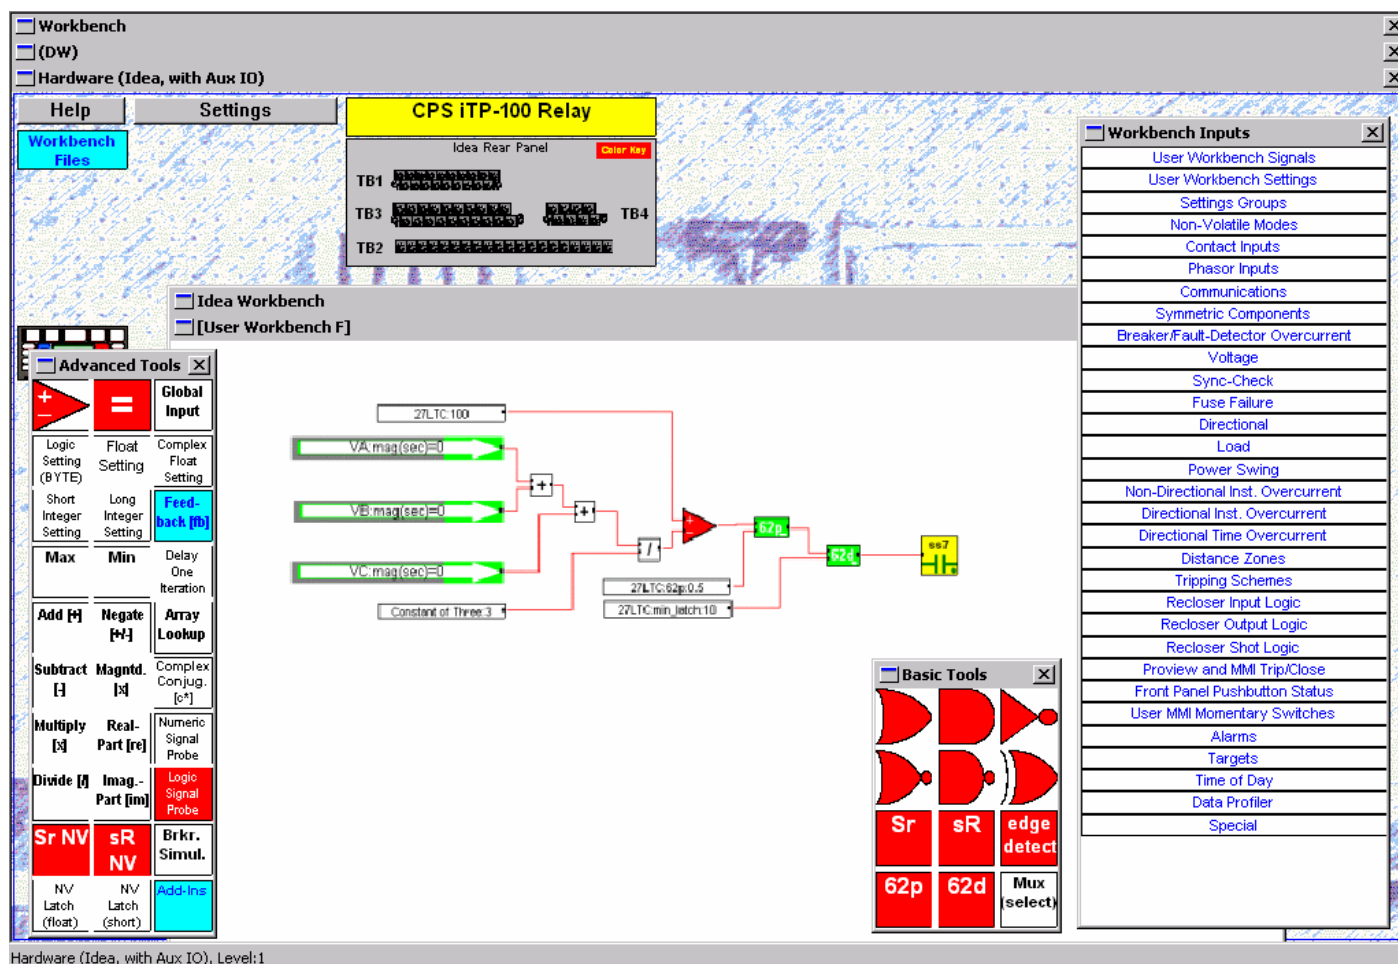 Workbench
(DW)
Hardware (Idea, with Aux IO)
Help
Settings
CPS iTP-100 Relay
Workbench
Files
Idea Rear Panel
Color Key
TB1
TB3
TB4
TB2
Workbench Inputs
User Workbench Signals
User Workbench Settings
Settings Groups
Non-Volatile Modes
Contact Inputs
Phasor Inputs
Communications
Symmetric Components
Breaker/Fault-Detector Overcurrent
Voltage
Sync-Check
Fuse Failure
Directional
Load
Power Swing
Non-Directional Inst. Overcurrent
Directional Inst. Overcurrent
Directional Time Overcurrent
Distance Zones
Tripping Schemes
Recloser Input Logic
Recloser Output Logic
Recloser Shot Logic
Proview and MMI Trip/Close
Front Panel Pushbutton Status
User MMI Momentary Switches
Alarms
Targets
Time of Day
Data Profiler
Special
Idea Workbench
[User Workbench F]
27LTC:100
VA:mag(sec)=0
VB:mag(sec)=0
VC:mag(sec)=0
Constant of Three:3
+
+
/
+
−
62p
62d
ss7
27LTC:62p:0.5
27LTC:min_latch:10
Advanced Tools
+
−
=
Global
Input
Logic
Setting
(BYTE)
Float
Setting
Complex
Float
Setting
Short
Integer
Setting
Long
Integer
Setting
Feed-
back [fb]
Max
Min
Delay
One
Iteration
Add [+]
Negate
[+/-]
Array
Lookup
Subtract
[-]
Magntd.
|x|
Complex
Conjug.
[c*]
Multiply
[x]
Real-
Part [re]
Numeric
Signal
Probe
Divide [/]
Imag.-
Part [im]
Logic
Signal
Probe
Sr NV
sR
NV
Brkr.
Simul.
NV
Latch
(float)
NV
Latch
(short)
Add-Ins
Basic Tools
Sr
sR
edge
detect
62p
62d
Mux
(select)
Hardware (Idea, with Aux IO), Level:1